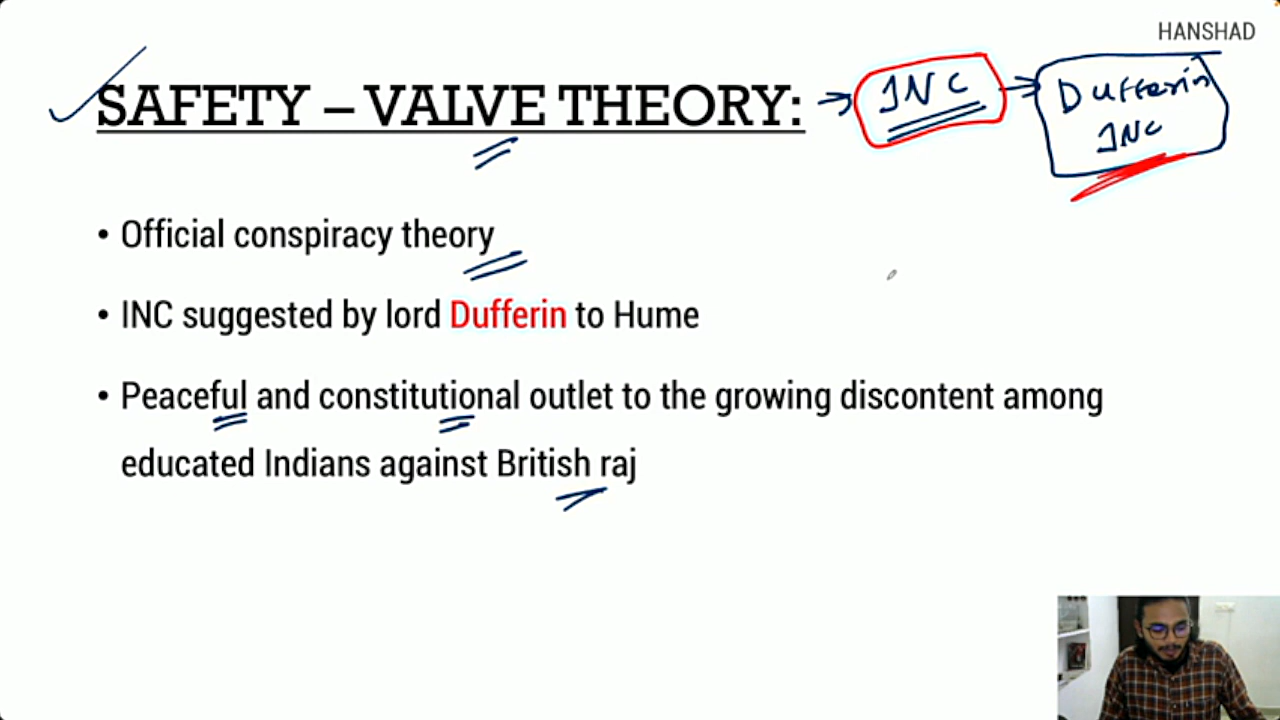 HANSHAD
SAFETY – VALVE THEORY: → INC → Dufferin
INC
• Official conspiracy theory
• INC suggested by lord Dufferin to Hume
• Peaceful and constitutional outlet to the growing discontent among
educated Indians against British raj